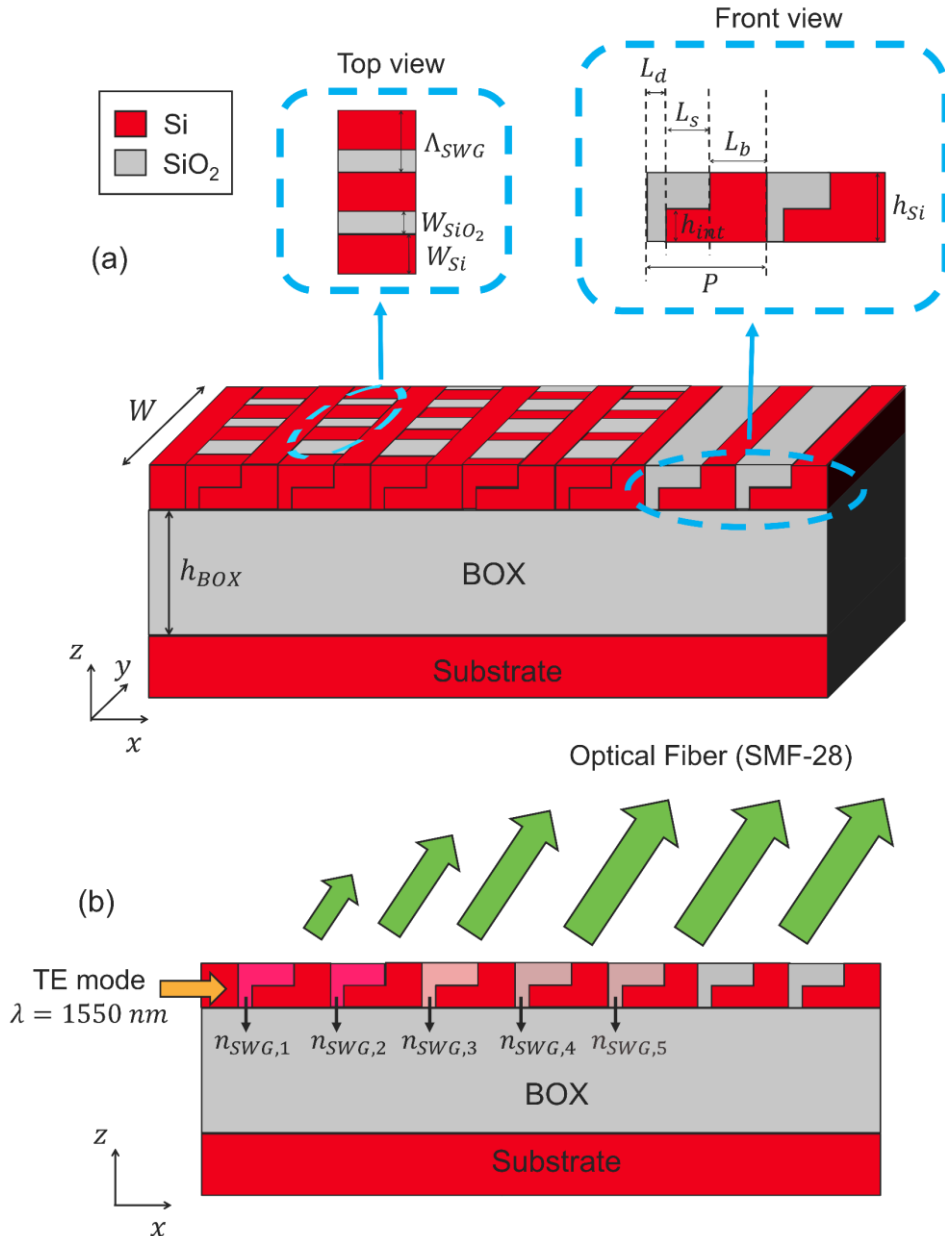 Front view
Top view
L_d
L_s
L_b
Si
SiO₂
Λ_SWG
W_SiO₂
W_Si
h_Si
h_int
P
(a)
W
h_BOX
BOX
Substrate
z
y
x
Optical Fiber (SMF-28)
(b)
TE mode
λ = 1550 nm
n_SWG,1 n_SWG,2 n_SWG,3 n_SWG,4 n_SWG,5
BOX
Substrate
z
x